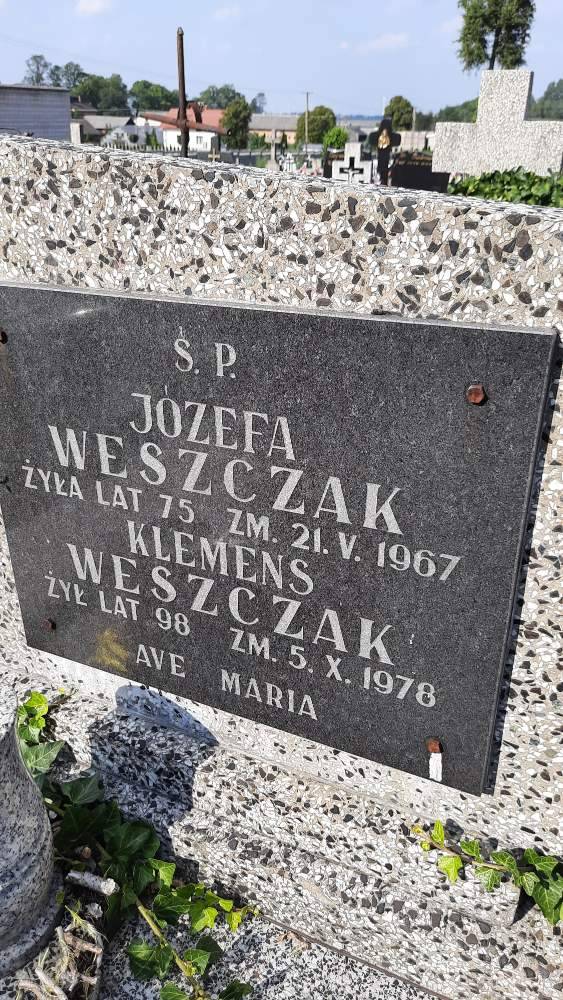 Ś. P.
JÓZEFA
WESZCZAK
ŻYŁA LAT 75 ZM. 21. V. 1967
KLEMENS
WESZCZAK
ŻYŁ LAT 98 ZM. 5. X. 1978
AVE MARIA